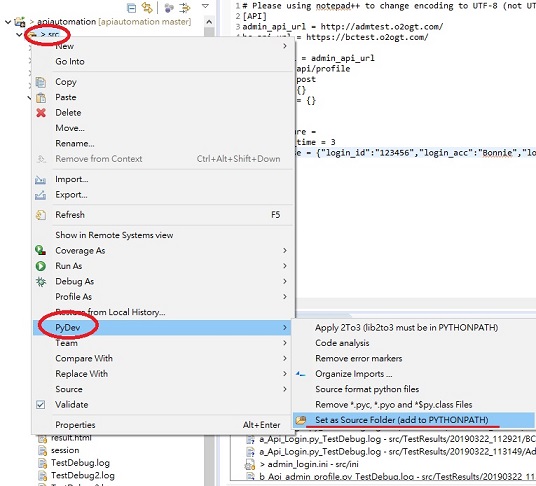 > apiautomation [apiautomation master]
> src
# Please using notepad++ to change encoding to UTF-8 (not UT
[API]
admin_api_url = http://admtest.o2ogt.com/
_api_url = https://bctest.o2ogt.com/
l = admin_api_url
api/profile
post
{}
= {}
ure =
time = 3
e = {"login_id":"123456","login_acc":"Bonnie","lo
New
Go Into
Copy
Paste
Delete
Move...
Rename...
Remove from Context Ctrl+Alt+Shift+Down
Import...
Export...
Refresh F5
Show in Remote Systems view
Coverage As
Run As
Debug As
Profile As
Restore from Local History...
PyDev
Team
Compare With
Replace With
Source
Validate
Properties Alt+Enter
Apply 2To3 (lib2to3 must be in PYTHONPATH)
Code analysis
Remove error markers
Organize Imports ...
Source format python files
Remove *.pyc, *.pyo and *$py.class Files
Set as Source Folder (add to PYTHONPATH)
result.html
session
TestDebug.log
TestDebug2.log
a_Api_Login.py_TestDebug.log - src/TestResults/20190322_112921/BC
a_Api_Login.py_TestDebug.log - src/TestResults/20190322_113149/Ad
> admin_login.ini - src/ini
b_Api_admin_profile.py_TestDebug.log - src/TestResults/20190322